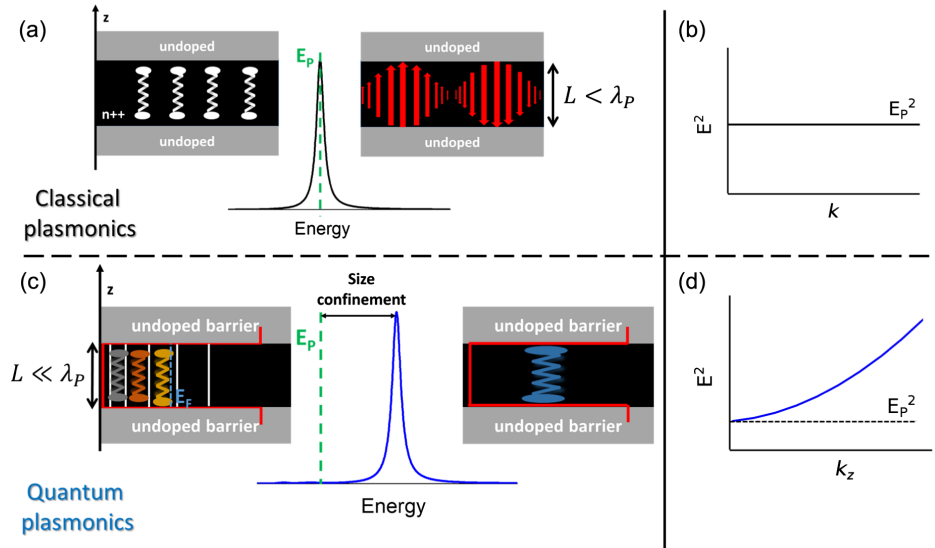 (a)
z
undoped
n++
undoped
E_P
Energy
undoped
L < λ_P
undoped
Classical
plasmonics
(b)
E²
E_P²
k
(c)
z
undoped barrier
L ≪ λ_P
E_F
undoped barrier
Size
confinement
E_P
Energy
undoped barrier
undoped barrier
Quantum
plasmonics
(d)
E²
E_P²
k_z